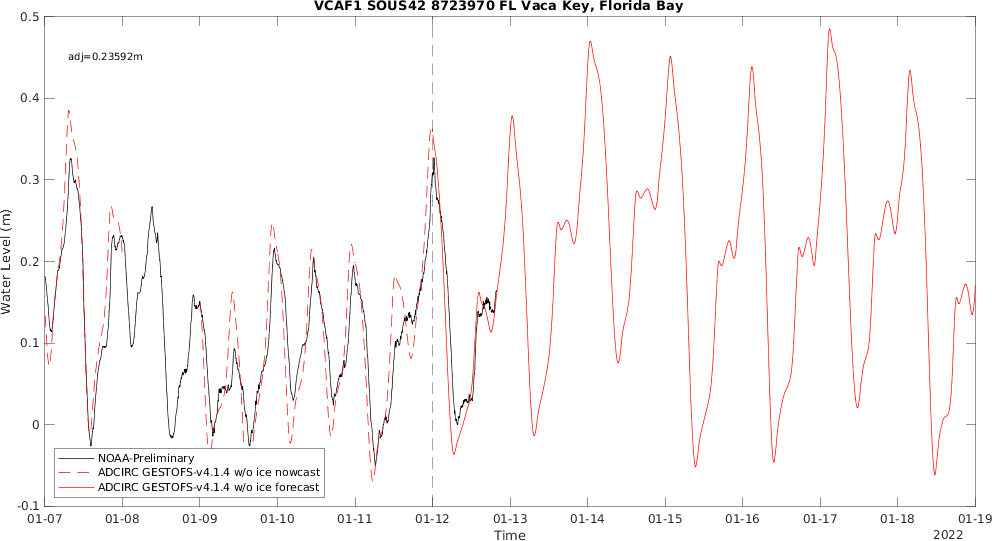 VCAF1 SOUS42 8723970 FL Vaca Key, Florida Bay
adj=0.23592m
Water Level (m)
0.5
0.4
0.3
0.2
0.1
0
-0.1
NOAA-Preliminary
ADCIRC GESTOFS-v4.1.4 w/o ice nowcast
ADCIRC GESTOFS-v4.1.4 w/o ice forecast
01-07 01-08 01-09 01-10 01-11 01-12 01-13 01-14 01-15 01-16 01-17 01-18 01-19
Time
2022